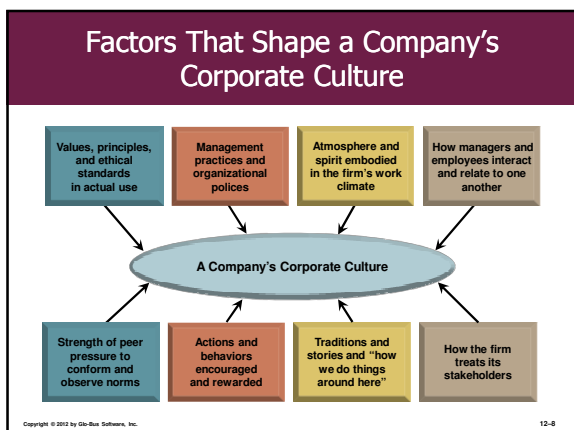 Factors That Shape a Company's
Corporate Culture
Values, principles,
and ethical
standards
in actual use
Management
practices and
organizational
polices
Atmosphere and
spirit embodied
in the firm's work
climate
How managers and
employees interact
and relate to one
another
A Company's Corporate Culture
Strength of peer
pressure to
conform and
observe norms
Actions and
behaviors
encouraged
and rewarded
Traditions and
stories and "how
we do things
around here"
How the firm
treats its
stakeholders
Copyright © 2012 by Glo-Bus Software, Inc.
12–8